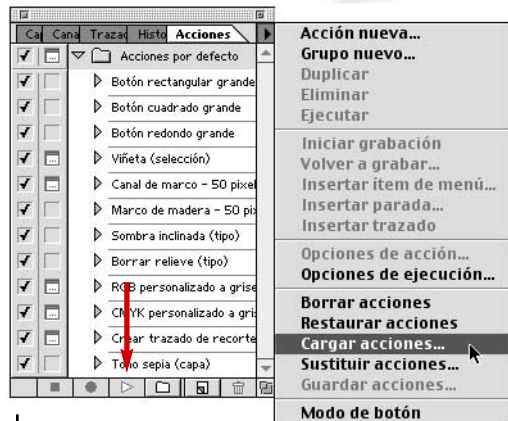 Ca Cana Trazac Histo Acciones
Acciones por defecto
Botón rectangular grande
Botón cuadrado grande
Botón redondo grande
Viñeta (selección)
Canal de marco - 50 pixel
Marco de madera - 50 pix
Sombra inclinada (tipo)
Borrar relieve (tipo)
RGB personalizado a grise
CMYK personalizado a gri
Crear trazado de recorte
Tono sepia (capa)
Acción nueva...
Grupo nuevo...
Duplicar
Eliminar
Ejecutar
Iniciar grabación
Volver a grabar...
Insertar ítem de menú...
Insertar parada...
Insertar trazado
Opciones de acción...
Opciones de ejecución...
Borrar acciones
Restaurar acciones
Cargar acciones...
Sustituir acciones...
Guardar acciones...
Modo de botón